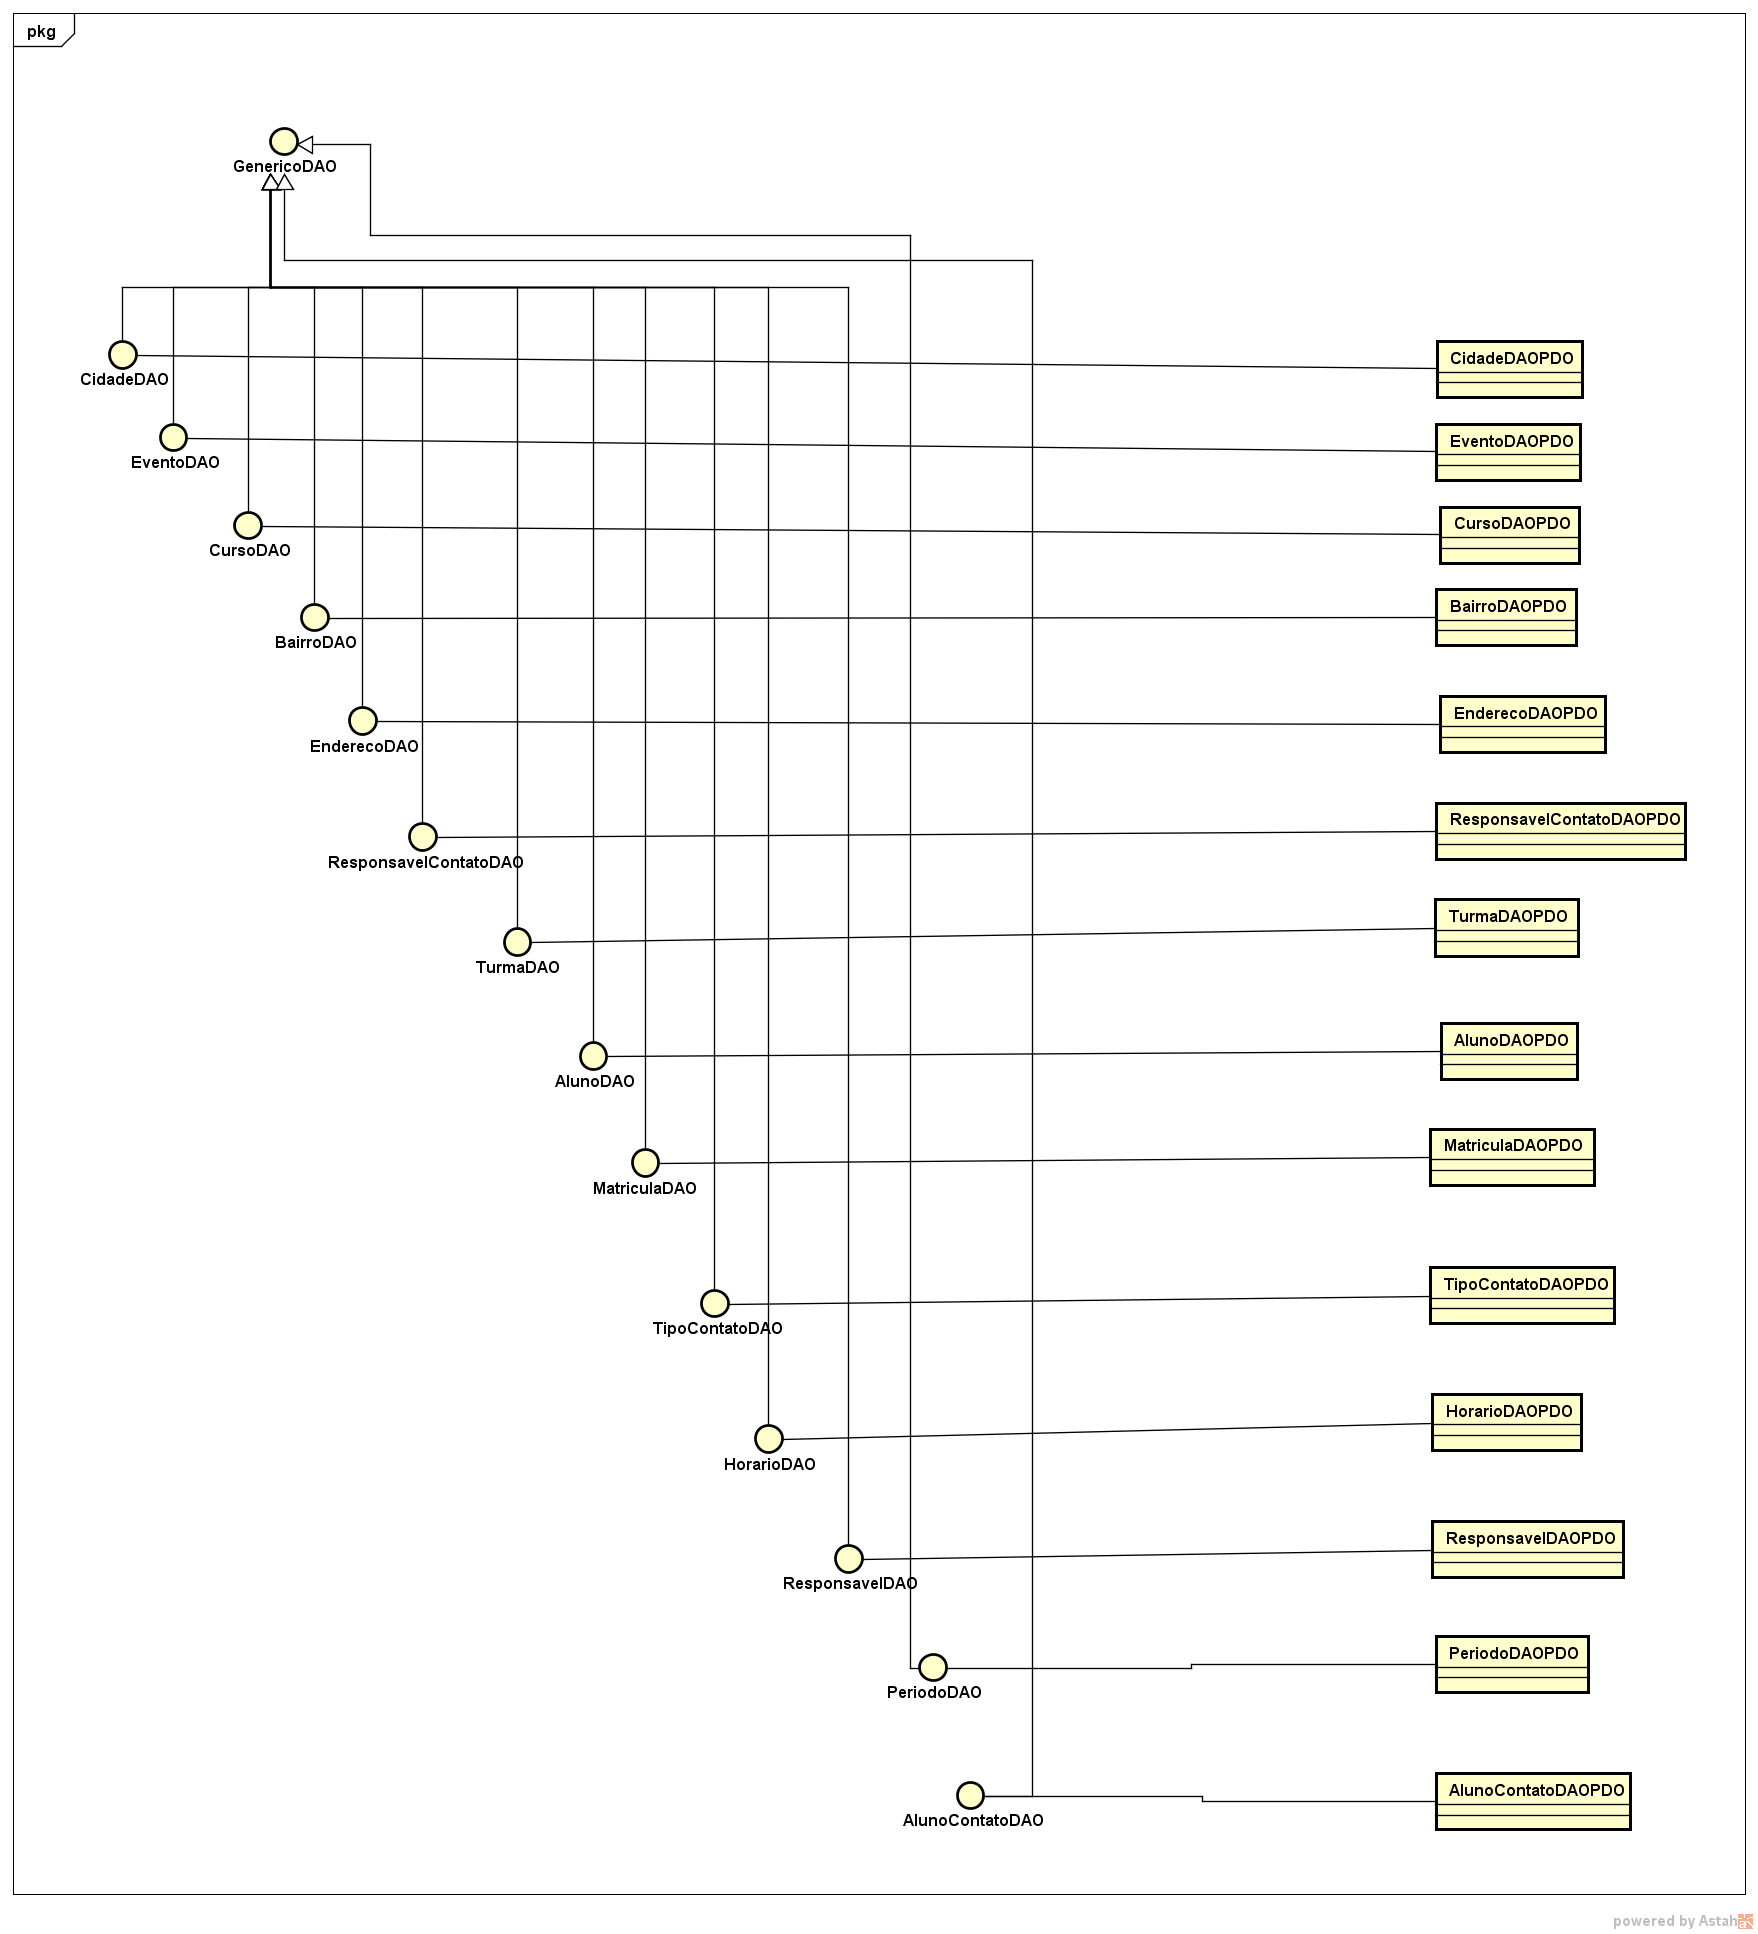 pkg
GenericoDAO
CidadeDAO
CidadeDAOPDO
EventoDAO
EventoDAOPDO
CursoDAO
CursoDAOPDO
BairroDAO
BairroDAOPDO
EnderecoDAO
EnderecoDAOPDO
ResponsavelContatoDAO
ResponsavelContatoDAOPDO
TurmaDAO
TurmaDAOPDO
AlunoDAO
AlunoDAOPDO
MatriculaDAO
MatriculaDAOPDO
TipoContatoDAO
TipoContatoDAOPDO
HorarioDAO
HorarioDAOPDO
ResponsavelDAO
ResponsavelDAOPDO
PeriodoDAO
PeriodoDAOPDO
AlunoContatoDAO
AlunoContatoDAOPDO
powered by Astah